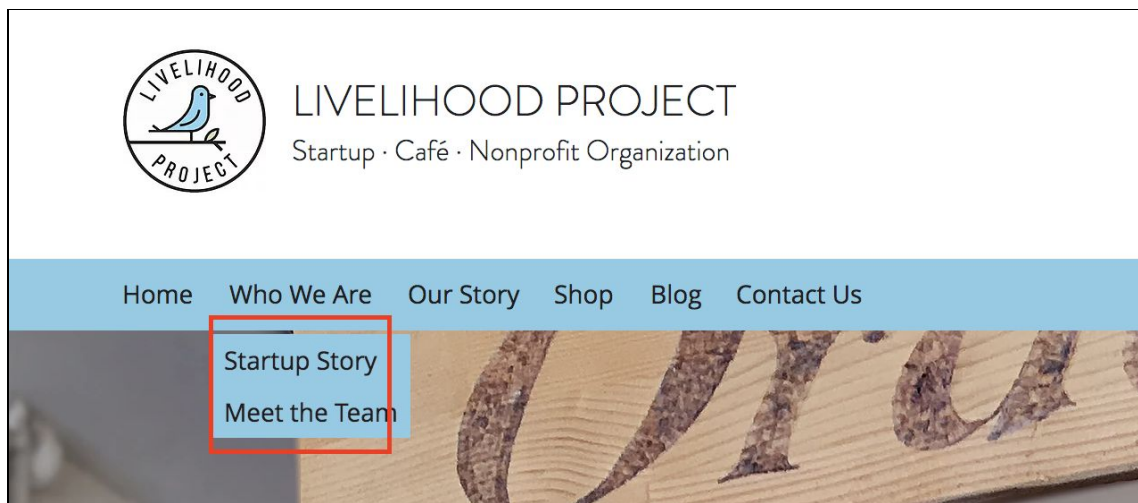 LIVELIHOOD
PROJECT
LIVELIHOOD PROJECT
Startup · Café · Nonprofit Organization
Home Who We Are Our Story Shop Blog Contact Us
Startup Story
Meet the Team